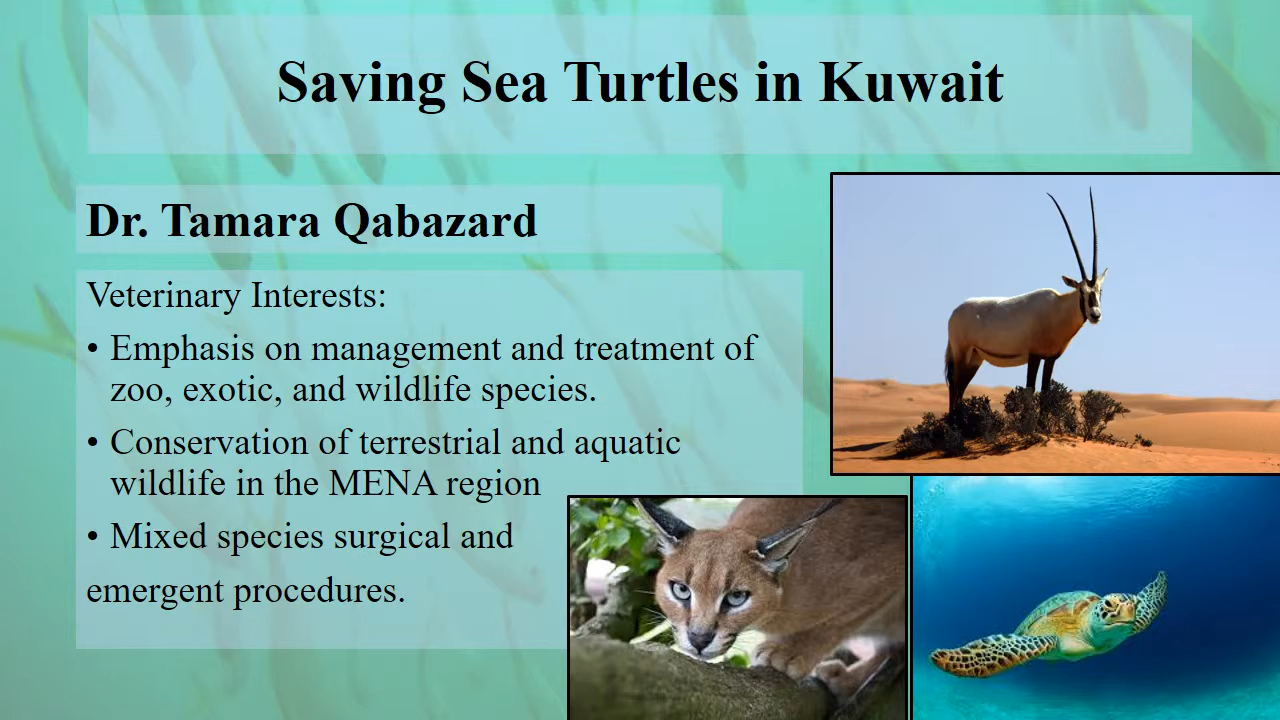 Saving Sea Turtles in Kuwait
Dr. Tamara Qabazard
Veterinary Interests:
• Emphasis on management and treatment of
zoo, exotic, and wildlife species.
• Conservation of terrestrial and aquatic
wildlife in the MENA region
• Mixed species surgical and
emergent procedures.